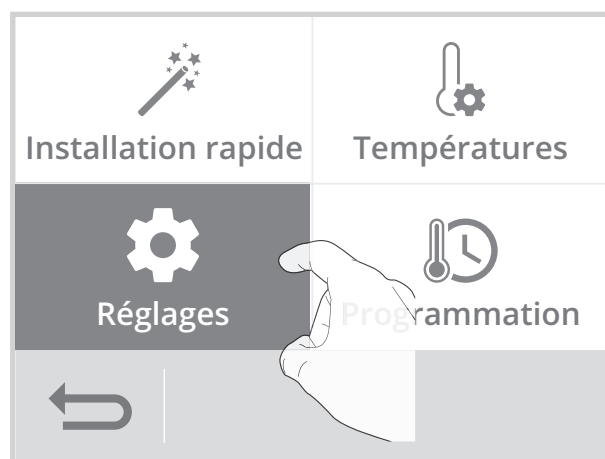 Installation rapide
Températures
Réglages
Programmation